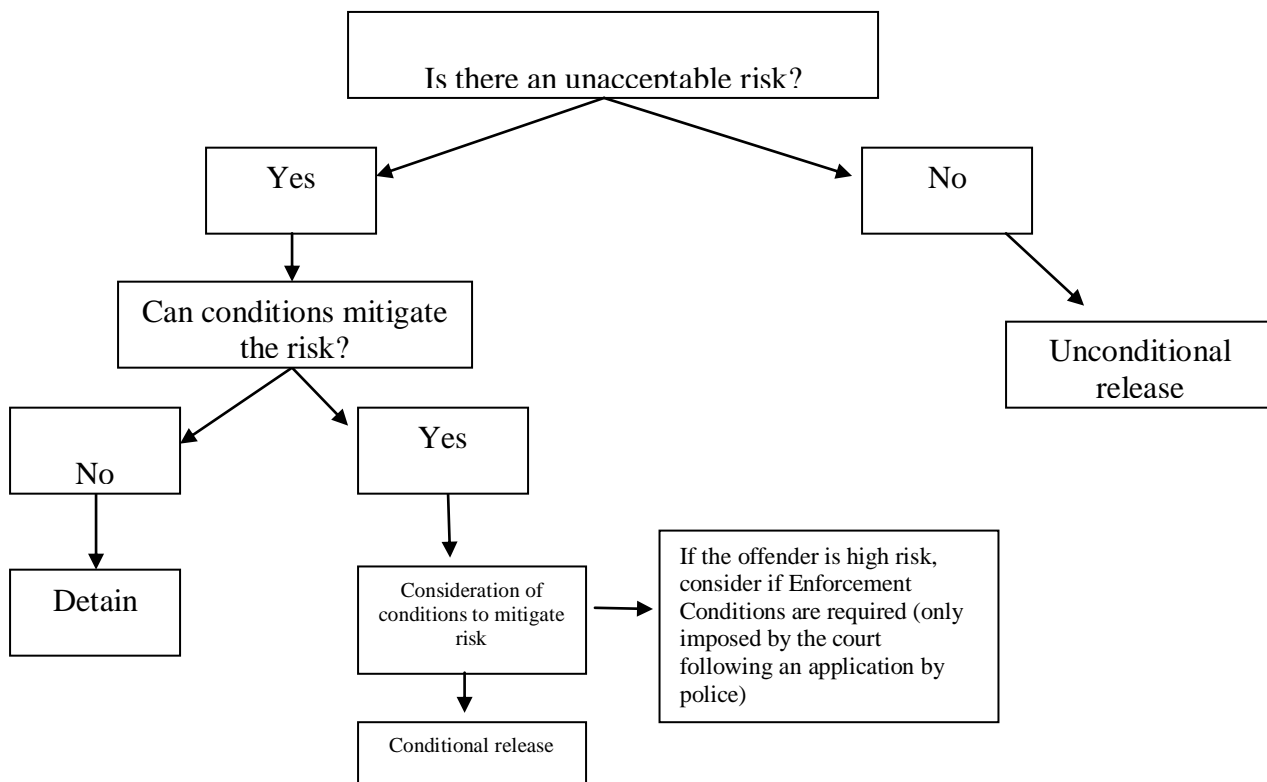 Is there an unacceptable risk?
Yes
No
Can conditions mitigate
the risk?
Unconditional
release
No
Yes
Detain
Consideration of
conditions to mitigate
risk
If the offender is high risk,
consider if Enforcement
Conditions are required (only
imposed by the court
following an application by
police)
Conditional release